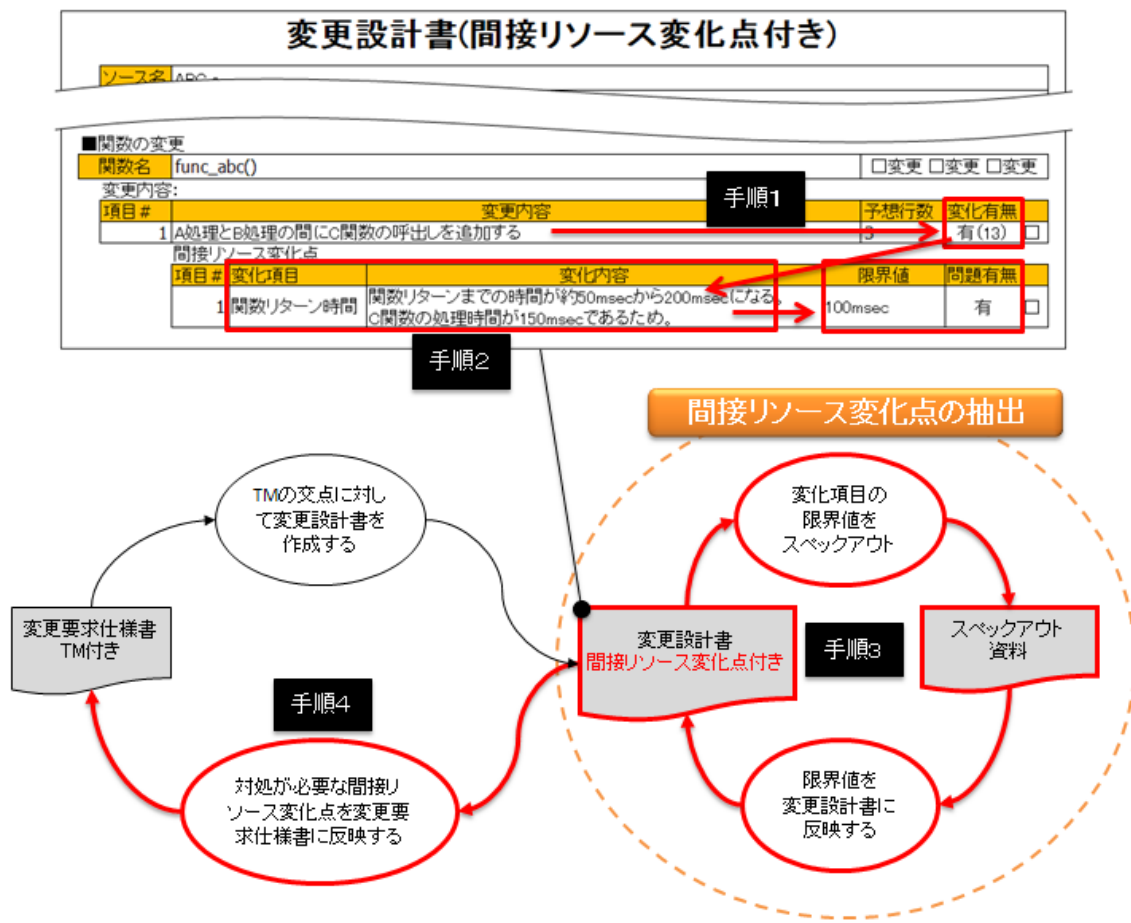 変更設計書(間接リソース変化点付き)
ソース名
■関数の変更
関数名 func_abc() □変更 □変更 □変更
変更内容:
手順1
項目# 変更内容 予想行数 変化有無
1 A処理とB処理の間にC関数の呼出しを追加する 3 有(13) □
間接リソース変化点
項目# 変化項目 変化内容 限界値 問題有無
1 関数リターン時間 関数リターンまでの時間が約50msecから200msecになる。
C関数の処理時間が150msecであるため。 100msec 有 □
手順2
間接リソース変化点の抽出
TMの交点に対し
て変更設計書を
作成する
変化項目の
限界値を
スペックアウト
変更要求仕様書
TM付き
変更設計書
間接リソース変化点付き
手順3
スペックアウト
資料
手順4
対処が必要な間接リ
ソース変化点を変更要
求仕様書に反映する
限界値を
変更設計書に
反映する